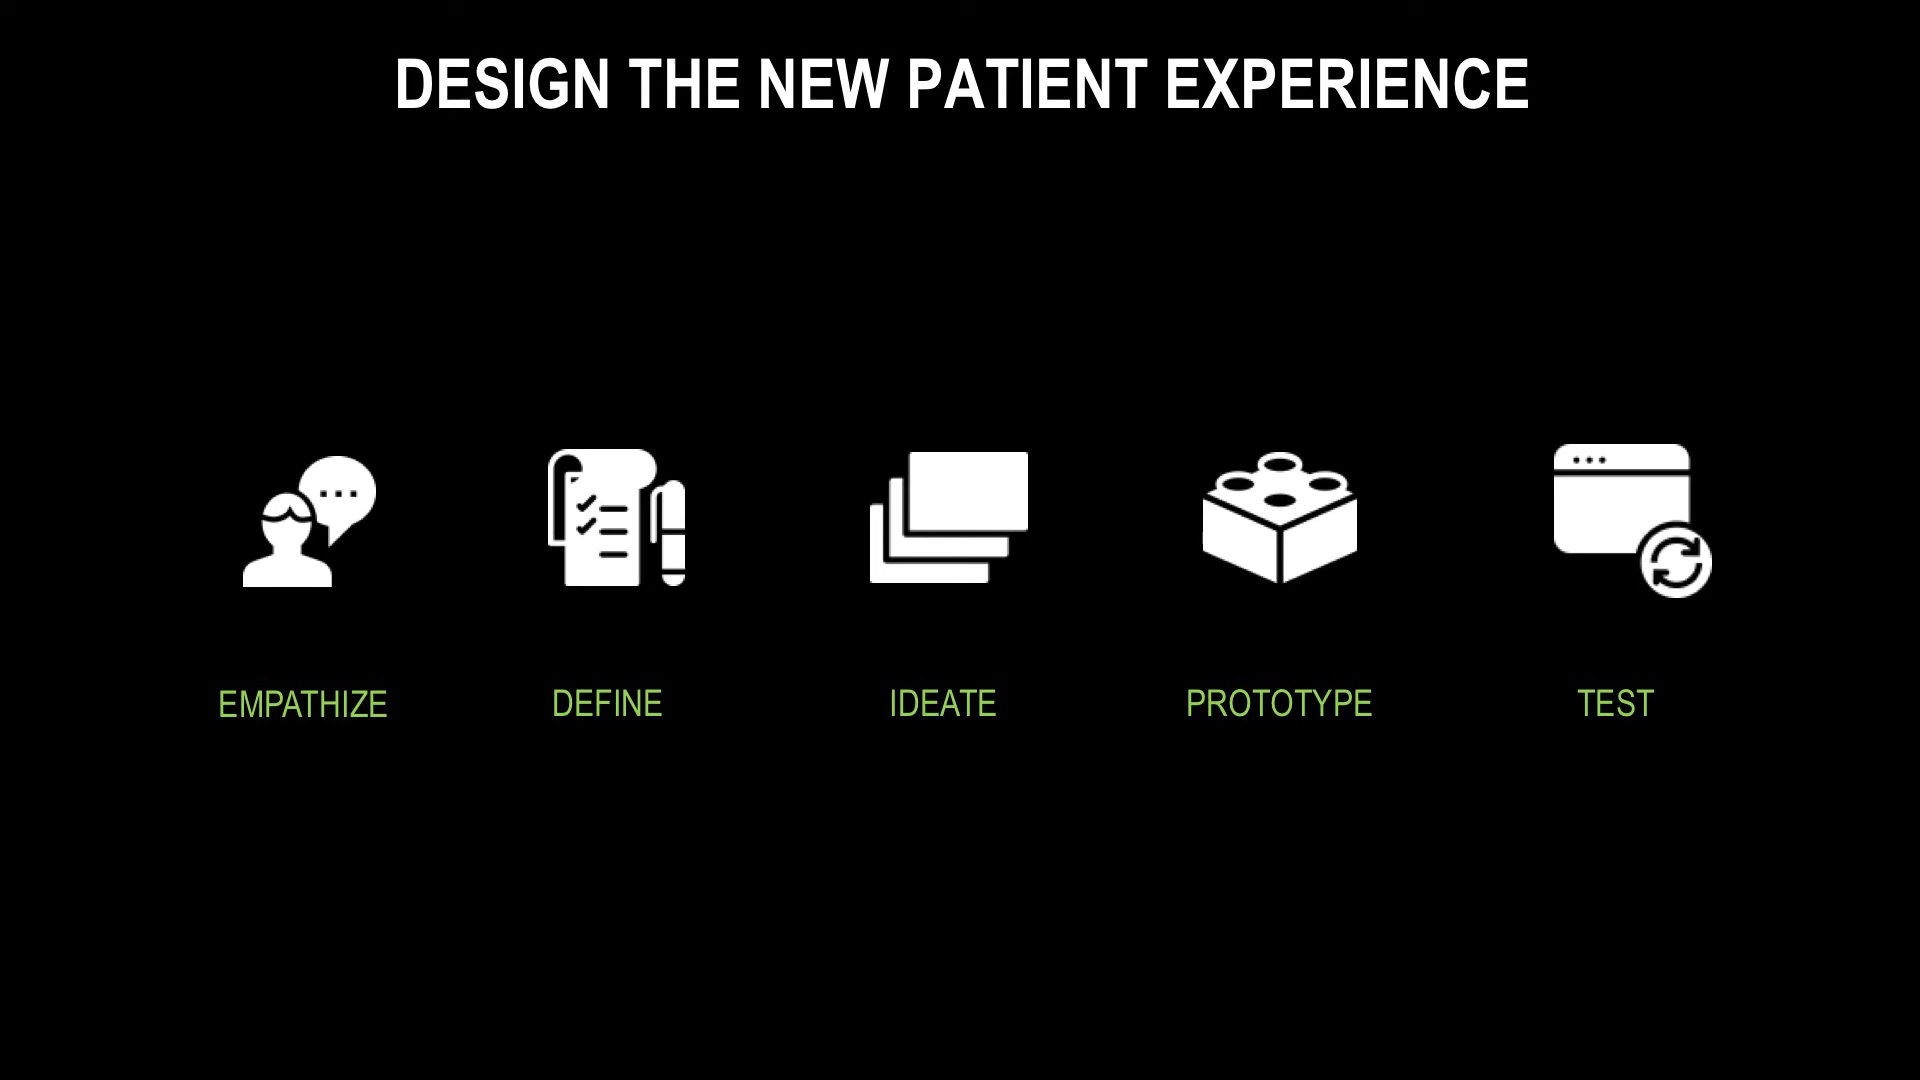 DESIGN THE NEW PATIENT EXPERIENCE
EMPATHIZE
DEFINE
IDEATE
PROTOTYPE
TEST